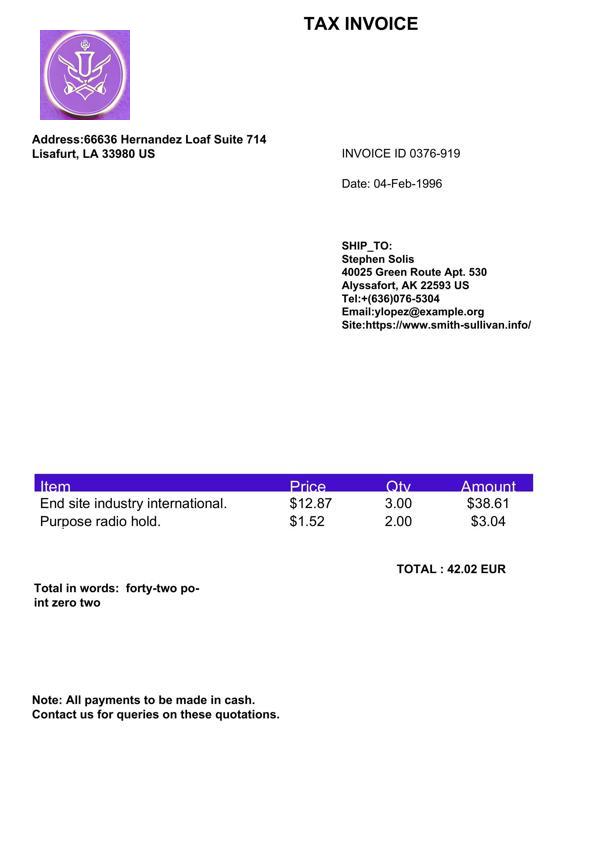 TAX INVOICE
Address:66636 Hernandez Loaf Suite 714
Lisafurt, LA 33980 US
INVOICE ID 0376-919
Date: 04-Feb-1996
SHIP_TO:
Stephen Solis
40025 Green Route Apt. 530
Alyssafort, AK 22593 US
Tel:+(636)076-5304
Email:ylopez@example.org
Site:https://www.smith-sullivan.info/
Item Price Qty Amount
End site industry international. $12.87 3.00 $38.61
Purpose radio hold. $1.52 2.00 $3.04
TOTAL : 42.02 EUR
Total in words: forty-two po-
int zero two
Note: All payments to be made in cash.
Contact us for queries on these quotations.